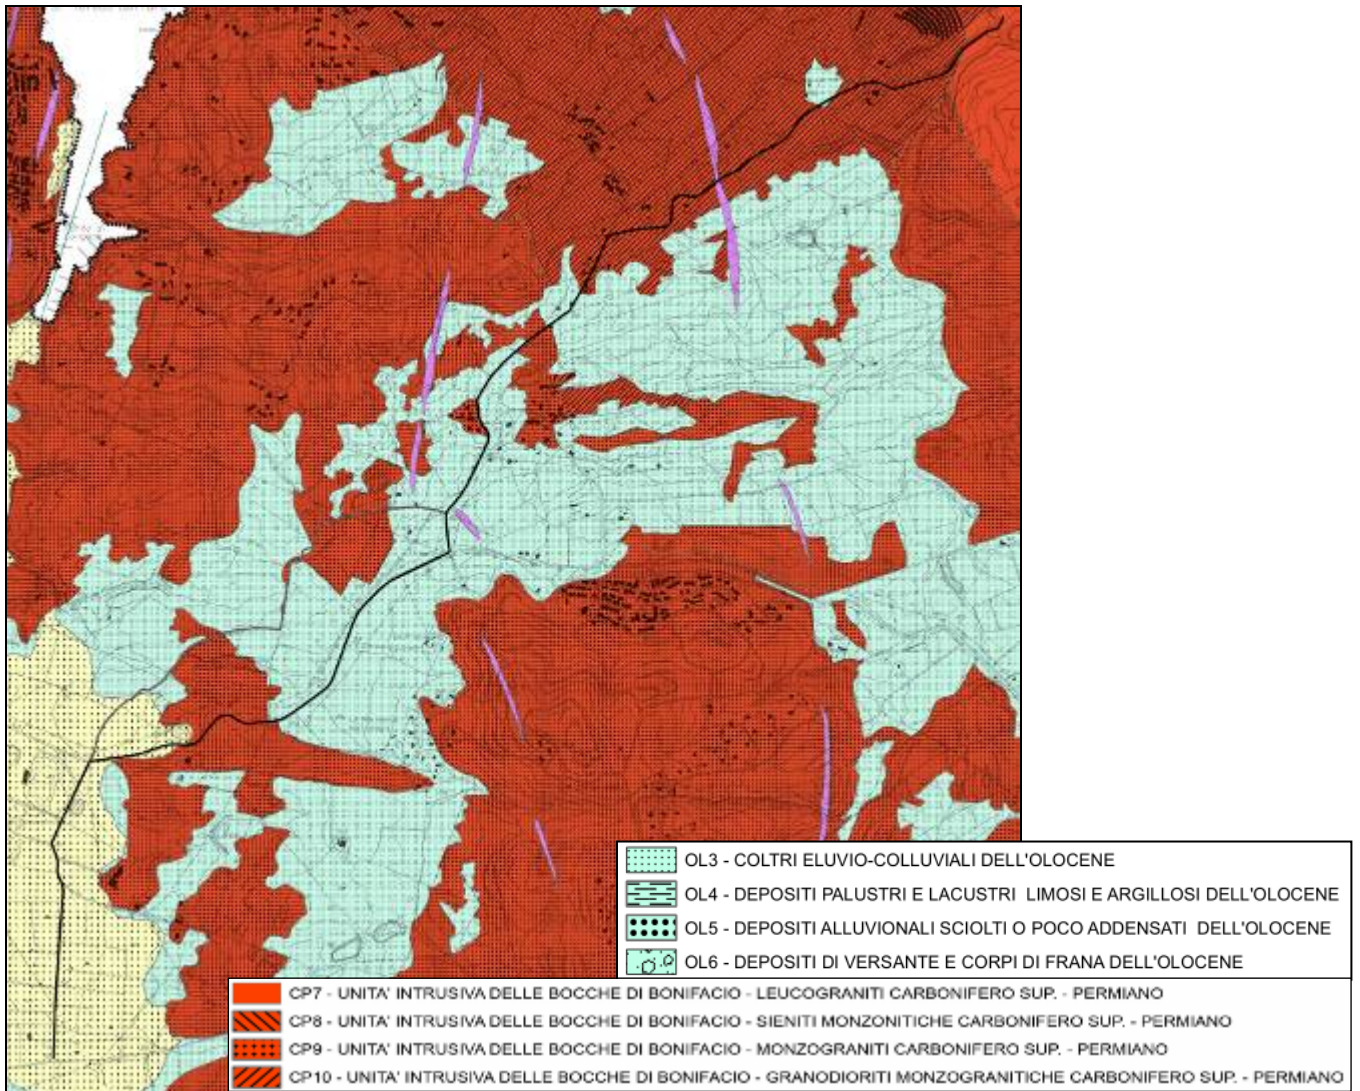 OL3 - COLTRI ELUVIO-COLLUVIALI DELL'OLOCENE
OL4 - DEPOSITI PALUSTRI E LACUSTRI LIMOSI E ARGILLOSI DELL'OLOCENE
OL5 - DEPOSITI ALLUVIONALI SCIOLTI O POCO ADDENSATI DELL'OLOCENE
OL6 - DEPOSITI DI VERSANTE E CORPI DI FRANA DELL'OLOCENE
CP7 - UNITA' INTRUSIVA DELLE BOCCHE DI BONIFACIO - LEUCOGRANITI CARBONIFERO SUP. - PERMIANO
CP8 - UNITA' INTRUSIVA DELLE BOCCHE DI BONIFACIO - SIENITI MONZONITICHE CARBONIFERO SUP. - PERMIANO
CP9 - UNITA' INTRUSIVA DELLE BOCCHE DI BONIFACIO - MONZOGRANITI CARBONIFERO SUP. - PERMIANO
CP10 - UNITA' INTRUSIVA DELLE BOCCHE DI BONIFACIO - GRANODIORITI MONZOGRANITICHE CARBONIFERO SUP. - PERMIANO